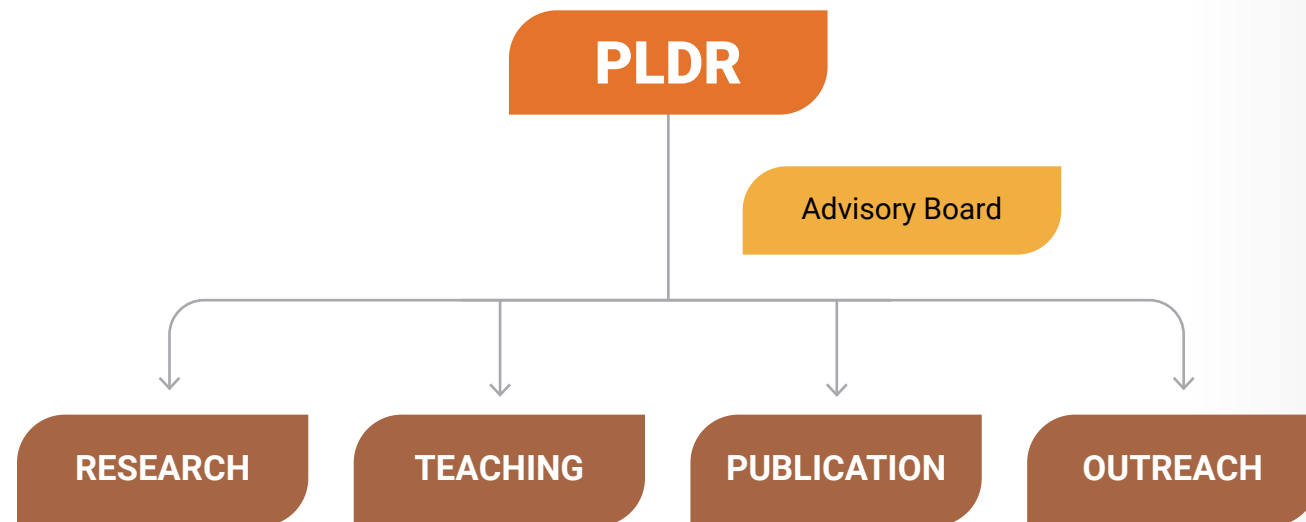 PLDR
Advisory Board
RESEARCH
TEACHING
PUBLICATION
OUTREACH